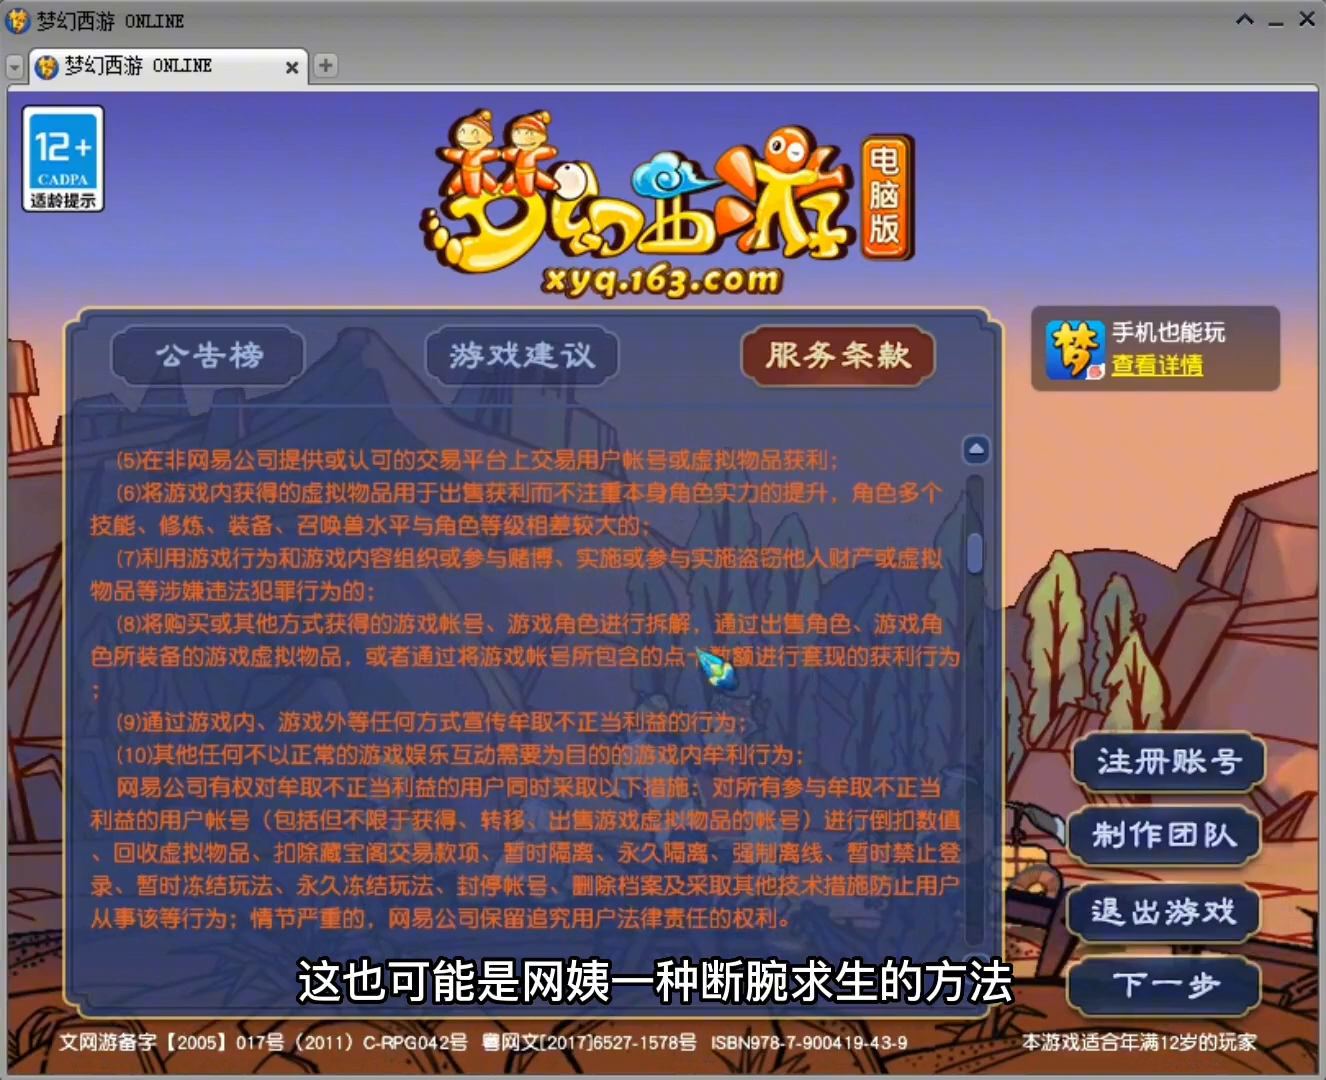 梦幻西游 ONLINE
梦幻西游 ONLINE
12+
CADPA
适龄提示
梦幻西游
电脑版
xyq.163.com
手机也能玩
查看详情
公告榜
游戏建议
服务条款
(5)在非网易公司提供或认可的交易平台上交易用户帐号或虚拟物品获利；
(6)将游戏内获得的虚拟物品用于出售获利而不注重本身角色实力的提升，角色多个
技能、修炼、装备、召唤兽水平与角色等级相差较大的；
(7)利用游戏行为和游戏内容组织或参与赌博、实施或参与实施盗窃他人财产或虚拟
物品等涉嫌违法犯罪行为的；
(8)将购买或其他方式获得的游戏帐号、游戏角色进行拆解，通过出售角色、游戏角
色所装备的游戏虚拟物品，或者通过将游戏帐号所包含的点卡数额进行套现的获利行为
；
(9)通过游戏内、游戏外等任何方式宣传牟取不正当利益的行为；
(10)其他任何不以正常的游戏娱乐互动需要为目的的游戏内牟利行为；
网易公司有权对牟取不正当利益的用户同时采取以下措施：对所有参与牟取不正当
利益的用户帐号（包括但不限于获得、转移、出售游戏虚拟物品的帐号）进行倒扣数值
、回收虚拟物品、扣除藏宝阁交易款项、暂时隔离、永久隔离、强制离线、暂时禁止登
录、暂时冻结玩法、永久冻结玩法、封停帐号、删除档案及采取其他技术措施防止用户
从事该等行为；情节严重的，网易公司保留追究用户法律责任的权利。
注册账号
制作团队
退出游戏
下一步
这也可能是网姨一种断腕求生的方法
文网游备字【2005】017号（2011）C-RPG042号 粤网文[2017]6527-1578号 ISBN978-7-900419-43-9
本游戏适合年满12岁的玩家